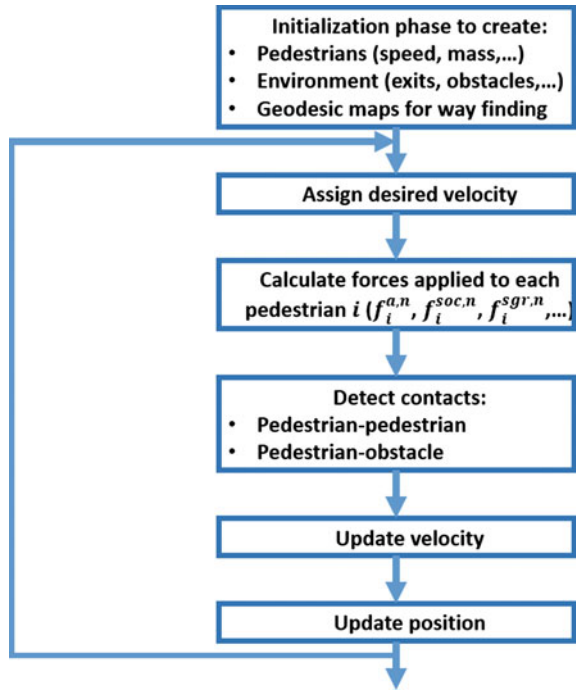 Initialization phase to create:
• Pedestrians (speed, mass,…)
• Environment (exits, obstacles,…)
• Geodesic maps for way finding
Assign desired velocity
Calculate forces applied to each
pedestrian i (f_i^{a,n}, f_i^{soc,n}, f_i^{sgr,n},…)
Detect contacts:
• Pedestrian-pedestrian
• Pedestrian-obstacle
Update velocity
Update position